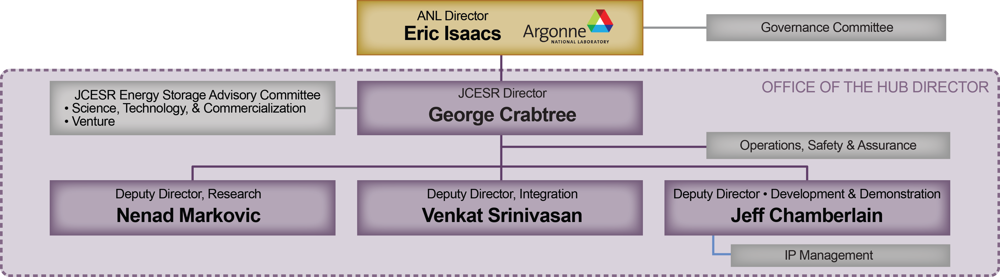 ANL Director
Eric Isaacs
Argonne
NATIONAL LABORATORY
Governance Committee
OFFICE OF THE HUB DIRECTOR
JCESR Energy Storage Advisory Committee
• Science, Technology, & Commercialization
• Venture
JCESR Director
George Crabtree
Operations, Safety & Assurance
Deputy Director, Research
Nenad Markovic
Deputy Director, Integration
Venkat Srinivasan
Deputy Director • Development & Demonstration
Jeff Chamberlain
IP Management